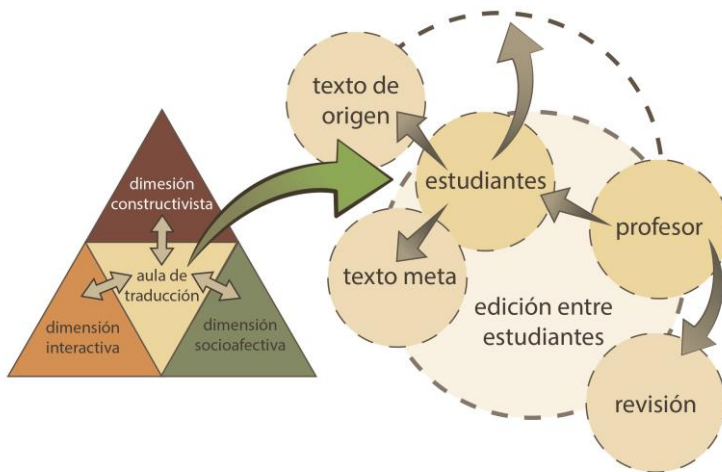 dimesión
constructivista
aula de
traducción
dimensión
interactiva
dimensión
socioafectiva
texto de
origen
estudiantes
texto meta
profesor
edición entre
estudiantes
revisión